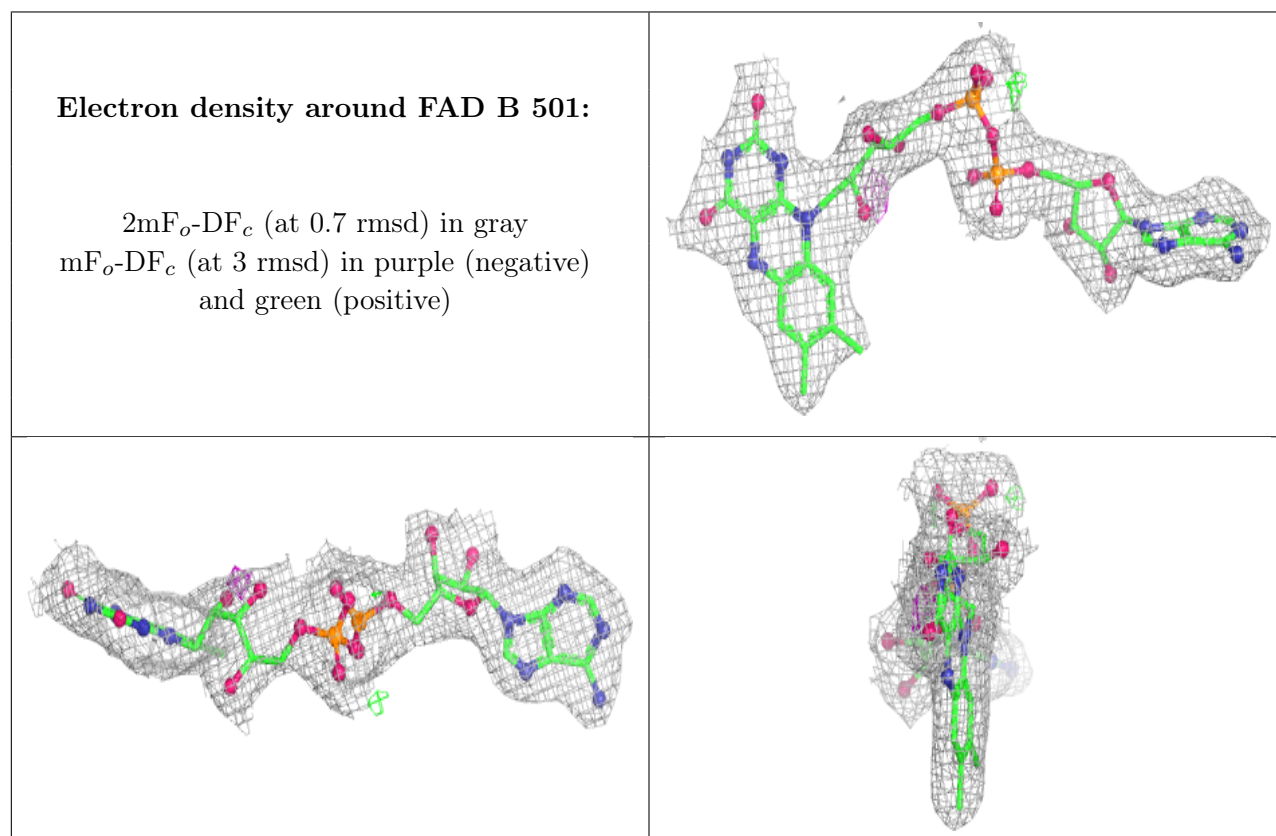 Electron density around FAD B 501:
2mFo-DFc (at 0.7 rmsd) in gray
mFo-DFc (at 3 rmsd) in purple (negative)
and green (positive)